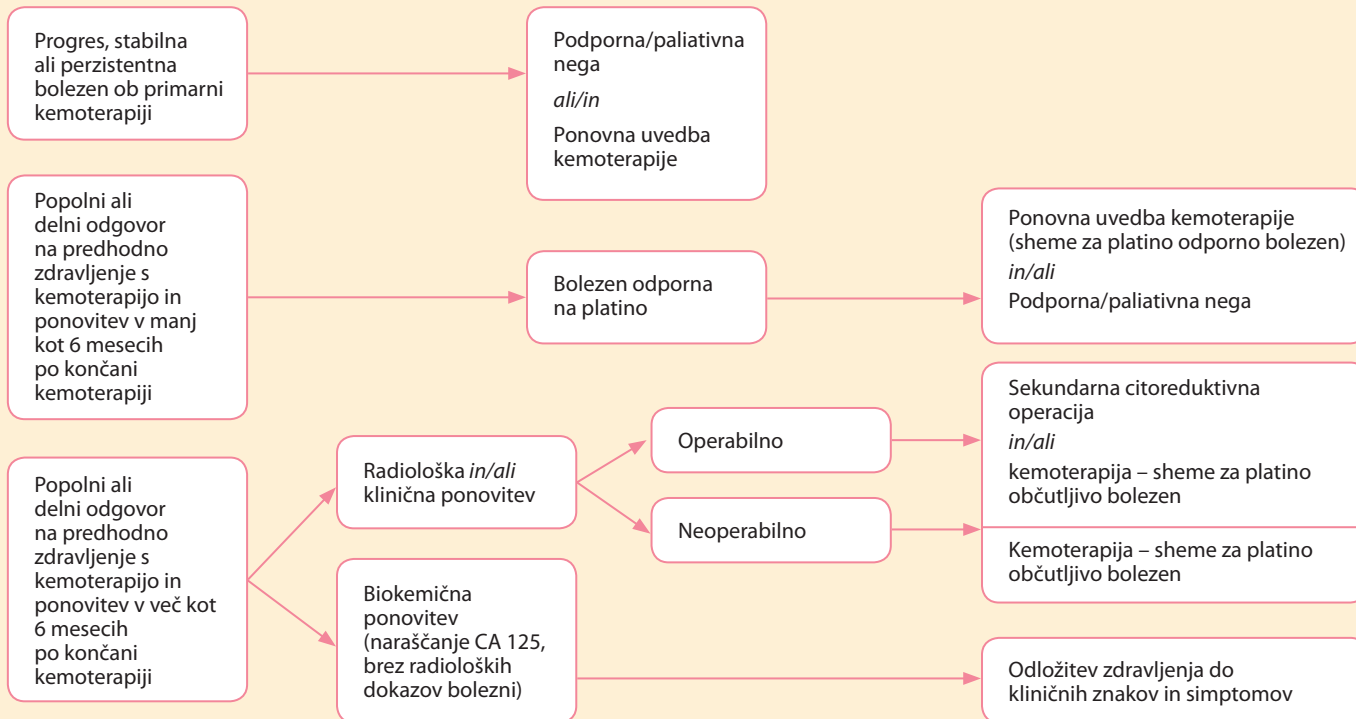 Progres, stabilna
ali perzistentna
bolezen ob primarni
kemoterapiji
Podporna/paliativna
nega
ali/in
Ponovna uvedba
kemoterapije
Popolni ali
delni odgovor
na predhodno
zdravljenje s
kemoterapijo in
ponovitev v manj
kot 6 mesecih
po končani
kemoterapiji
Bolezen odporna
na platino
Ponovna uvedba kemoterapije
(sheme za platino odporno bolezen)
in/ali
Podporna/paliativna nega
Popolni ali
delni odgovor
na predhodno
zdravljenje s
kemoterapijo in
ponovitev v več kot
6 mesecih
po končani
kemoterapiji
Radiološka in/ali
klinična ponovitev
Operabilno
Sekundarna citoreduktivna
operacija
in/ali
kemoterapija – sheme za platino
občutljivo bolezen
Neoperabilno
Kemoterapija – sheme za platino
občutljivo bolezen
Biokemična
ponovitev
(naraščanje CA 125,
brez radioloških
dokazov bolezni)
Odložitev zdravljenja do
kliničnih znakov in simptomov